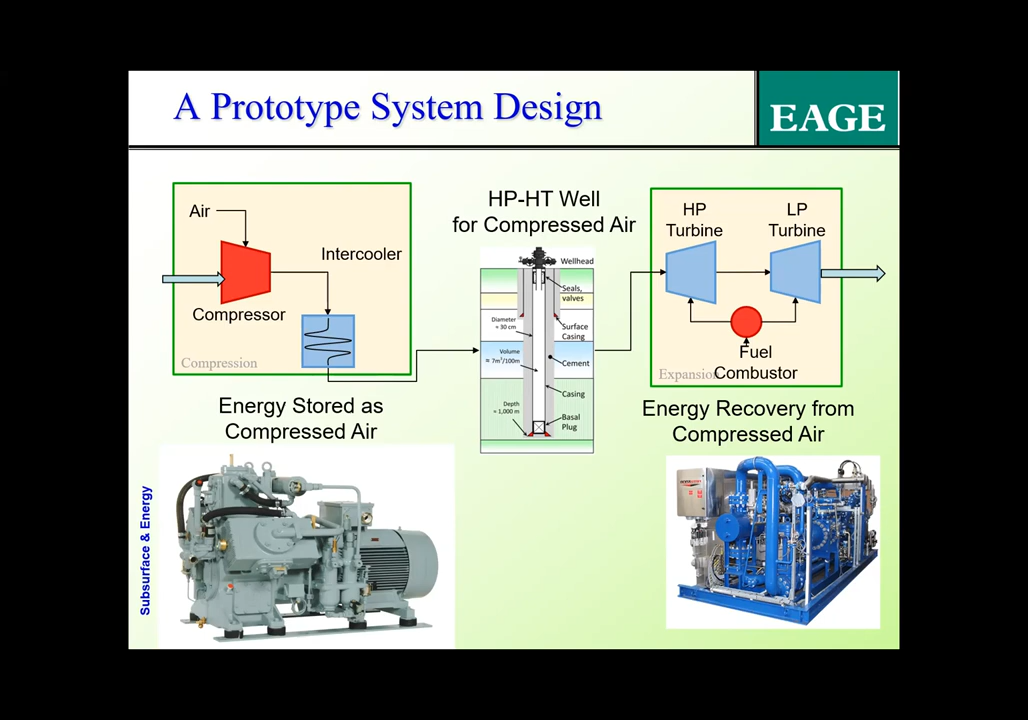 A Prototype System Design
EAGE
Air
Intercooler
Compressor
Compression
Energy Stored as
Compressed Air
HP-HT Well
for Compressed Air
Wellhead
Seals,
valves
Diameter
≈ 30 cm
Surface
Casing
Volume
≈ 7m³/100m
Cement
Casing
Depth
≈ 1,000 m
Basal
Plug
HP
Turbine
LP
Turbine
Fuel
Combustor
Expansion
Energy Recovery from
Compressed Air
Subsurface & Energy